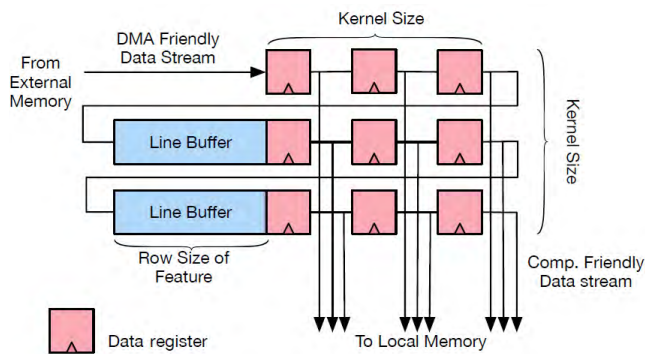 Kernel Size
DMA Friendly
Data Stream
From
External
Memory
Kernel Size
Line Buffer
Line Buffer
Row Size of
Feature
Comp. Friendly
Data stream
Data register
To Local Memory